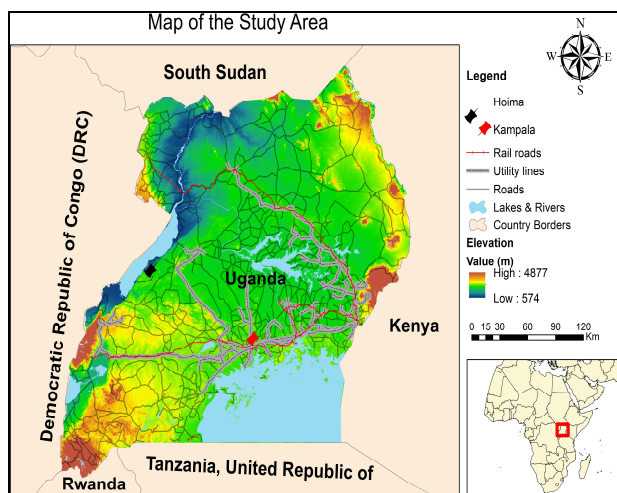 Map of the Study Area
South Sudan
Democratic Republic of Congo (DRC)
Uganda
Kenya
Tanzania, United Republic of
Rwanda
N
W E
S
Legend
Hoima
Kampala
Rail roads
Utility lines
Roads
Lakes & Rivers
Country Borders
Elevation
Value (m)
High : 4877
Low : 574
0 15 30 60 90 120
Km